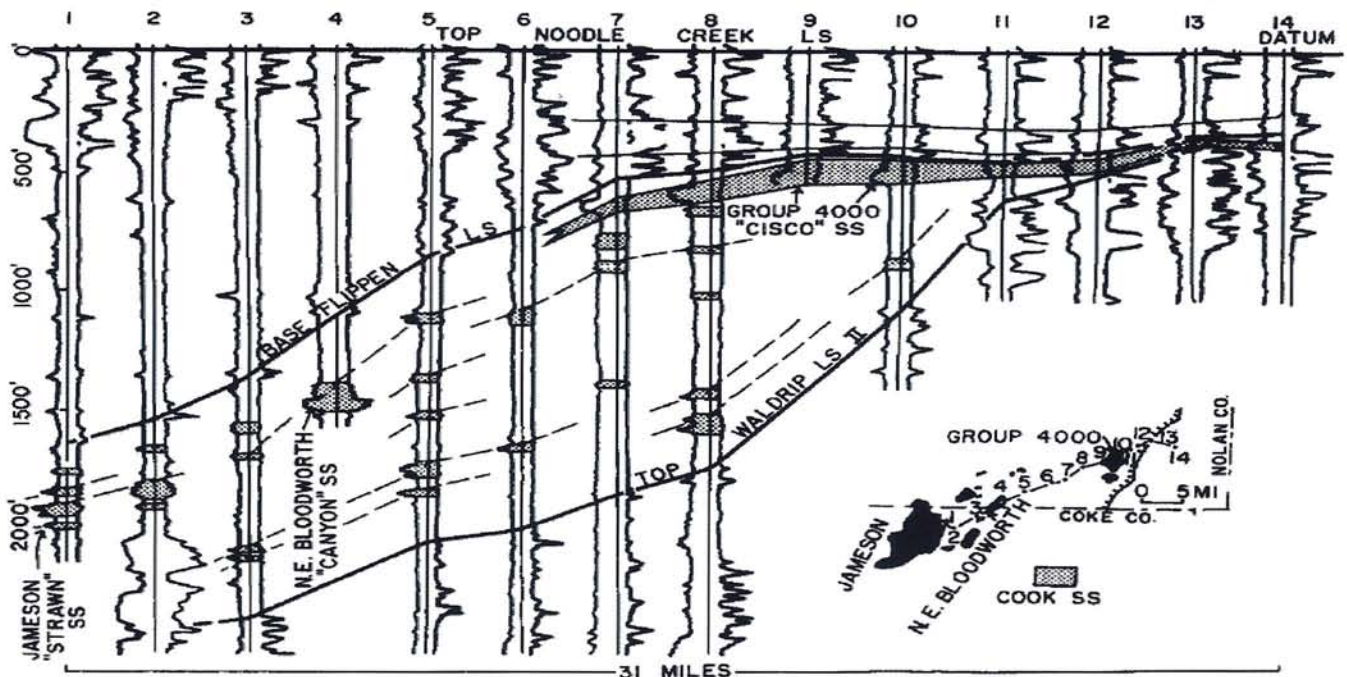 1 2 3 4 5 6 7 8 9 10 11 12 13 14
TOP NOODLE CREEK LS DATUM
0'
500'
1000'
1500'
2000'
BASE FLIPPEN LS
GROUP 4000
"CISCO" SS
TOP WALDRIP LS II
N.E. BLOODWORTH
"CANYON" SS
JAMESON
"STRAWN"
SS
GROUP 4000
NOLAN CO.
4 5 6 7 8 9 10 12 13 14
2
0 5 MI
COKE CO.
JAMESON
N.E. BLOODWORTH
COOK SS
31 MILES